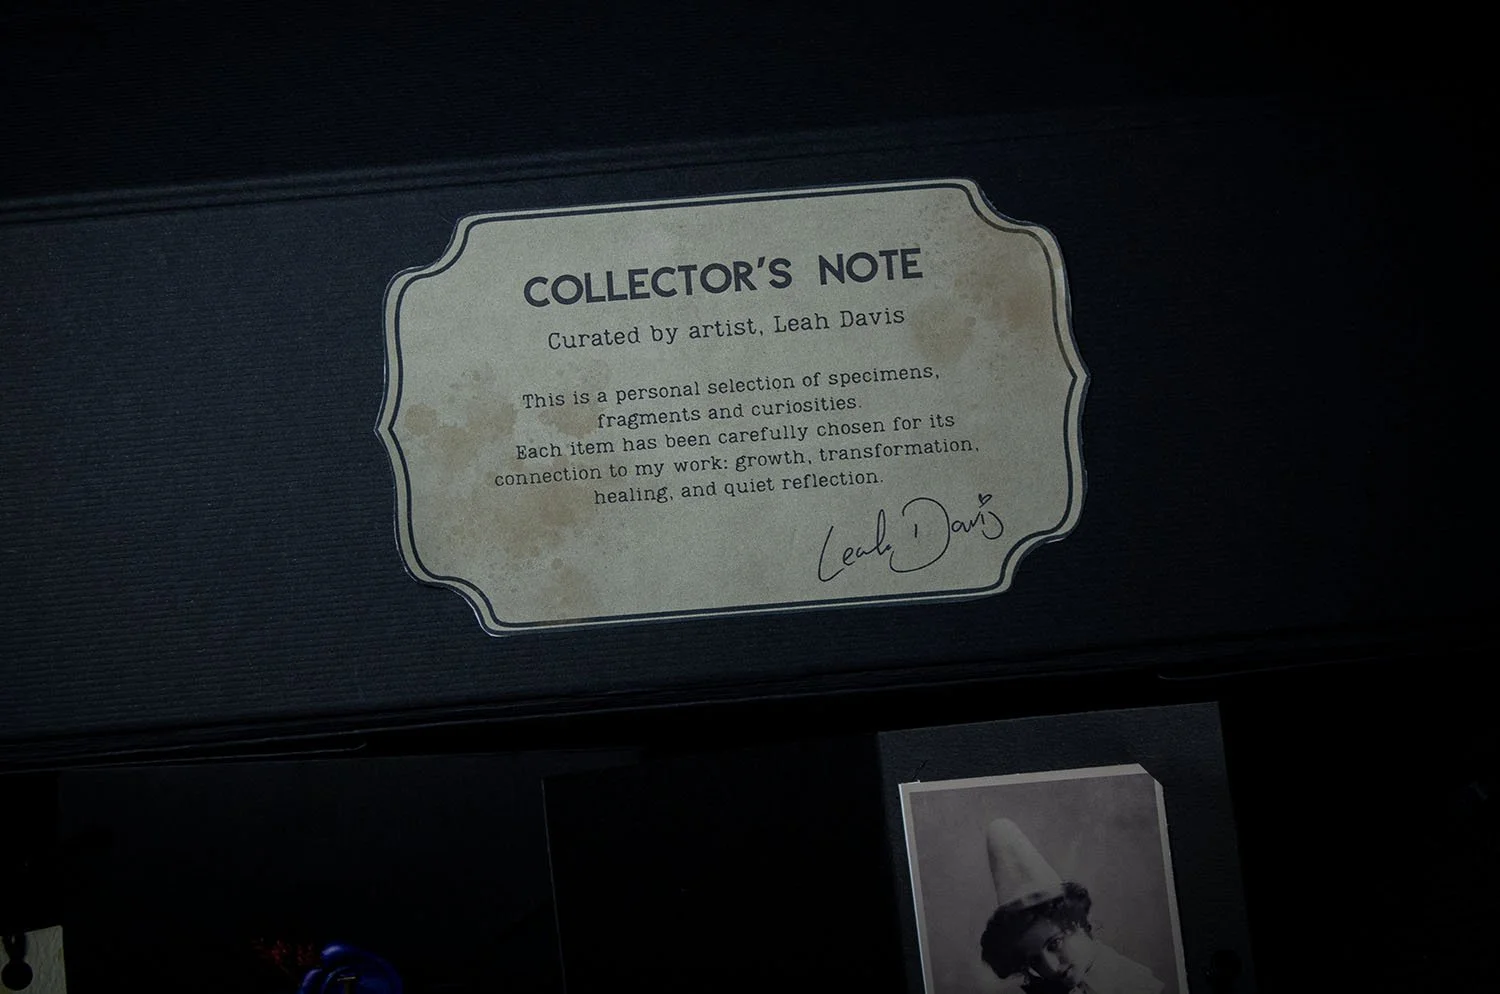 COLLECTOR'S NOTE
Curated by artist, Leah Davis
This is a personal selection of specimens,
fragments and curiosities.
Each item has been carefully chosen for its
connection to my work: growth, transformation,
healing, and quiet reflection.
Leah Davis